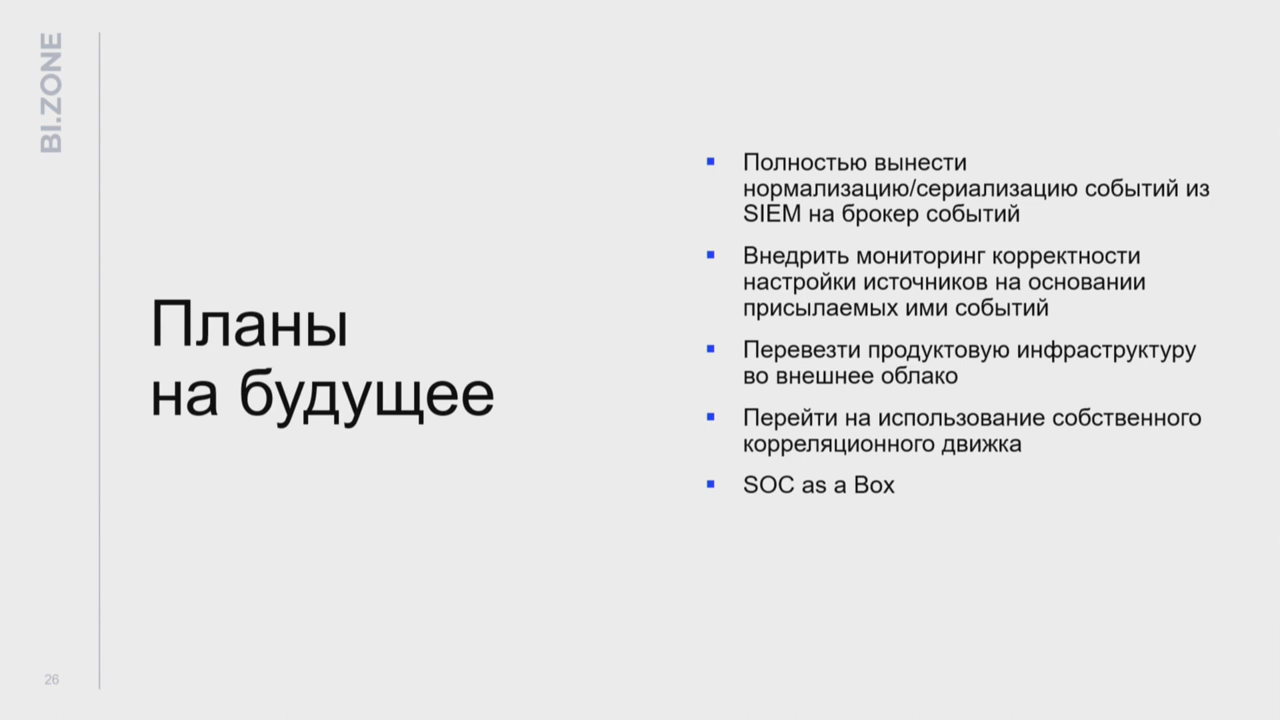 BI.ZONE
Планы
на будущее
▪ Полностью вынести
нормализацию/сериализацию событий из
SIEM на брокер событий
▪ Внедрить мониторинг корректности
настройки источников на основании
присылаемых ими событий
▪ Перевезти продуктовую инфраструктуру
во внешнее облако
▪ Перейти на использование собственного
корреляционного движка
▪ SOC as a Box
26